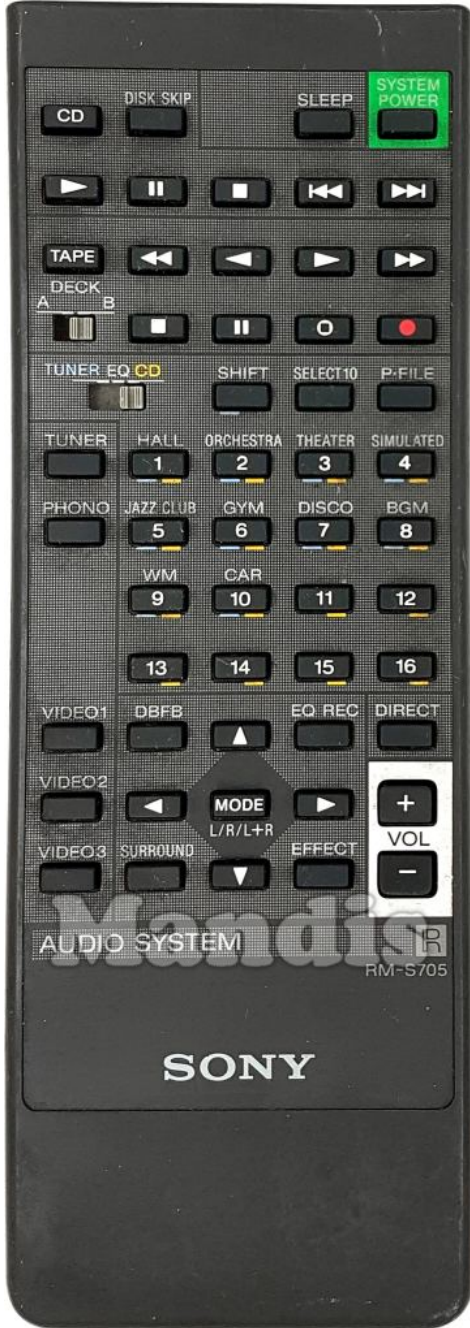 SYSTEM
DISK SKIP SLEEP POWER
CD
TAPE
DECK
A B
TUNER EQ CD SHIFT SELECT10 P·FILE
TUNER HALL ORCHESTRA THEATER SIMULATED
1 2 3 4
PHONO JAZZ CLUB GYM DISCO BGM
5 6 7 8
WM CAR
9 10 11 12
13 14 15 16
VIDEO1 DBFB EQ REC DIRECT
VIDEO2
MODE +
L/R/L+R VOL
VIDEO3 SURROUND EFFECT
−
Mandis
AUDIO SYSTEM R
RM-S705
SONY